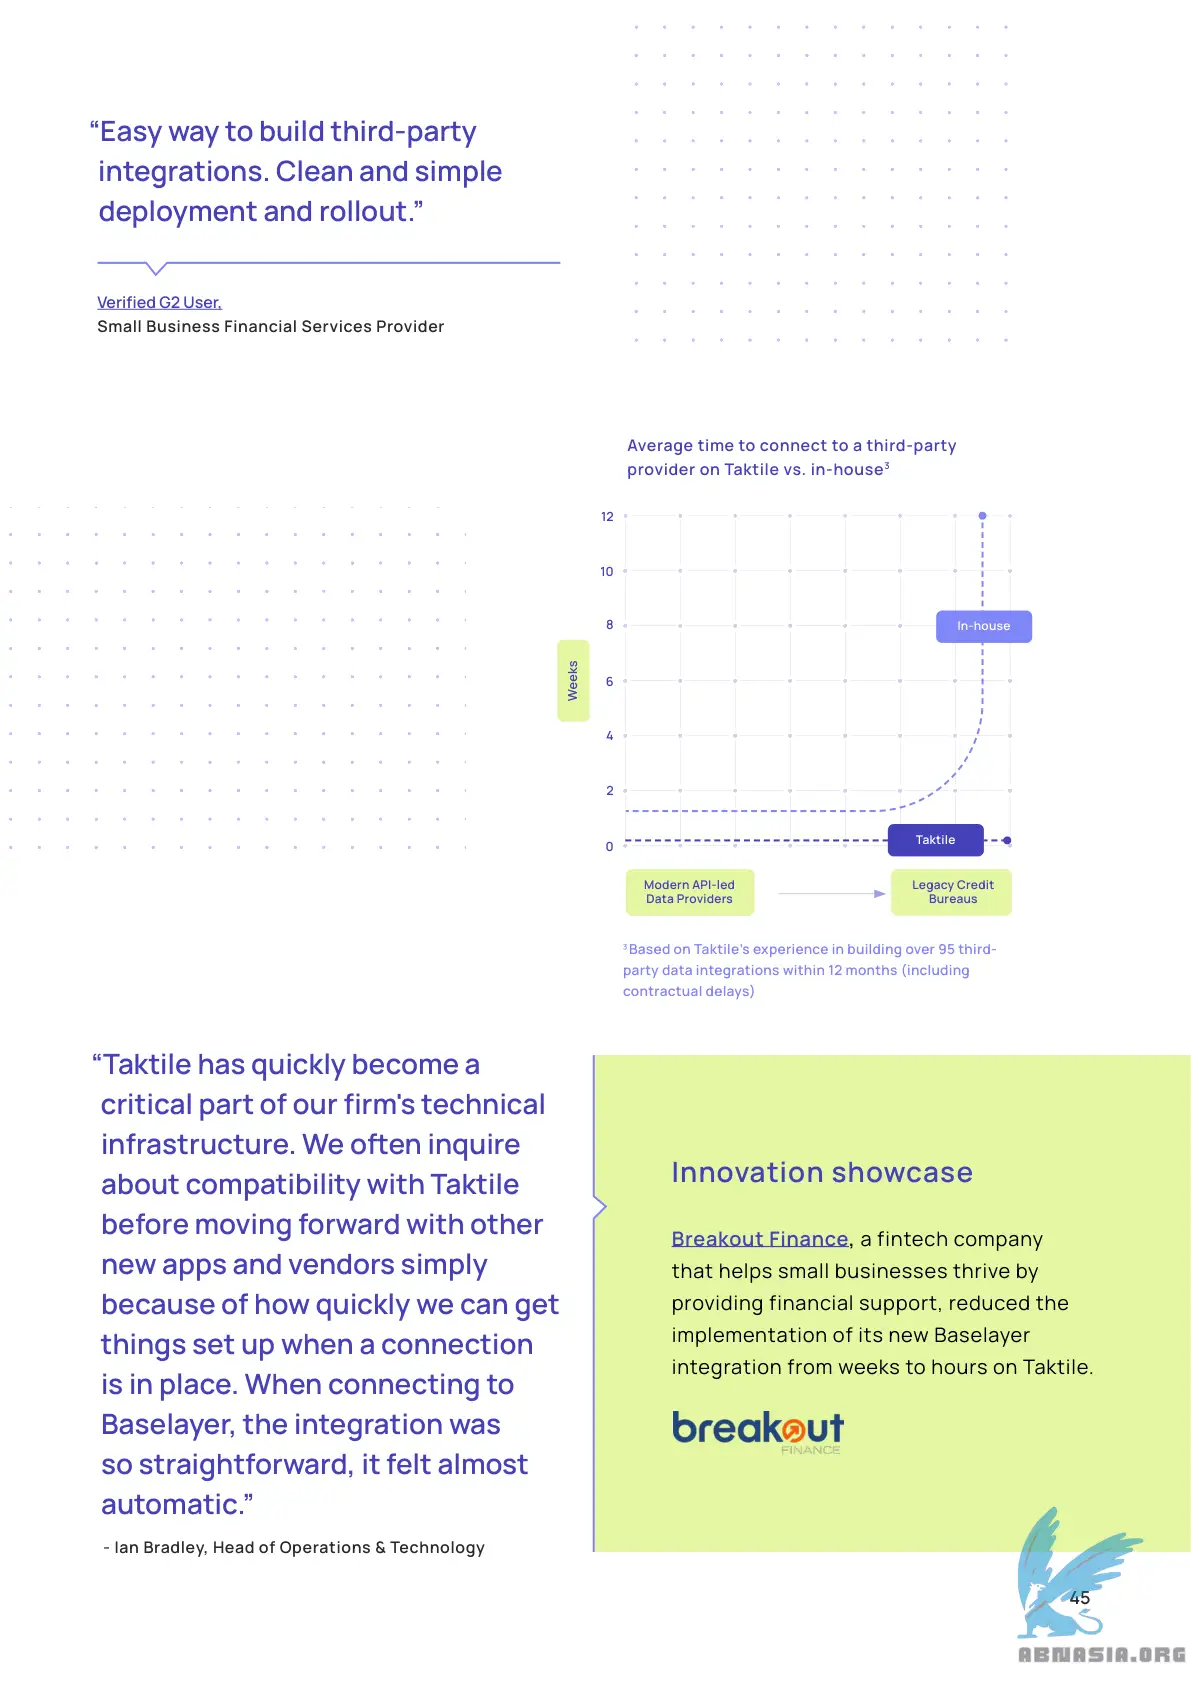 “Easy way to build third-party
integrations. Clean and simple
deployment and rollout.”
Verified G2 User,
Small Business Financial Services Provider
Average time to connect to a third-party
provider on Taktile vs. in-house³
12
10
8
6
4
2
0
Weeks
In-house
Taktile
Modern API-led
Data Providers
Legacy Credit
Bureaus
³Based on Taktile’s experience in building over 95 third-
party data integrations within 12 months (including
contractual delays)
“Taktile has quickly become a
critical part of our firm's technical
infrastructure. We often inquire
about compatibility with Taktile
before moving forward with other
new apps and vendors simply
because of how quickly we can get
things set up when a connection
is in place. When connecting to
Baselayer, the integration was
so straightforward, it felt almost
automatic.”
- Ian Bradley, Head of Operations & Technology
Innovation showcase
Breakout Finance, a fintech company
that helps small businesses thrive by
providing financial support, reduced the
implementation of its new Baselayer
integration from weeks to hours on Taktile.
breakout
FINANCE
45
ABNASIA.ORG